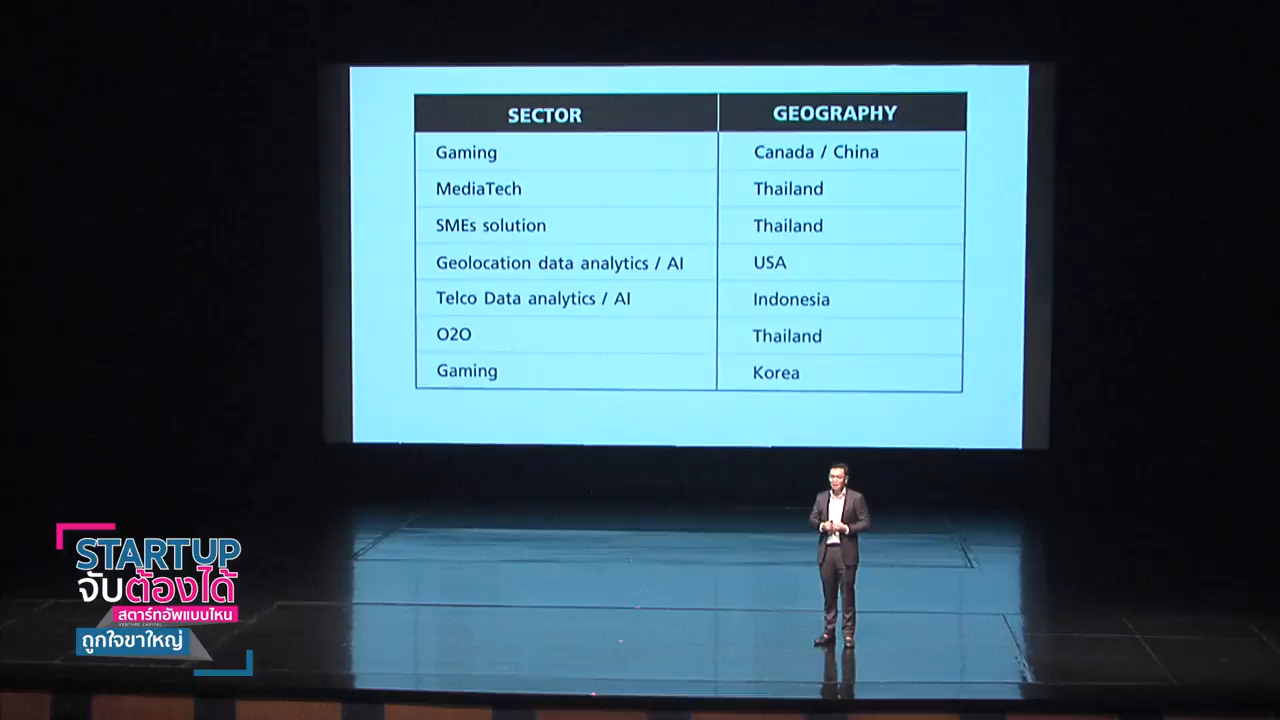 SECTOR GEOGRAPHY
Gaming Canada / China
MediaTech Thailand
SMEs solution Thailand
Geolocation data analytics / AI USA
Telco Data analytics / AI Indonesia
O2O Thailand
Gaming Korea
STARTUP
จับต้องได้
สตาร์ทอัพแบบไหน
VENTURE CAPITAL
ถูกใจขาใหญ่